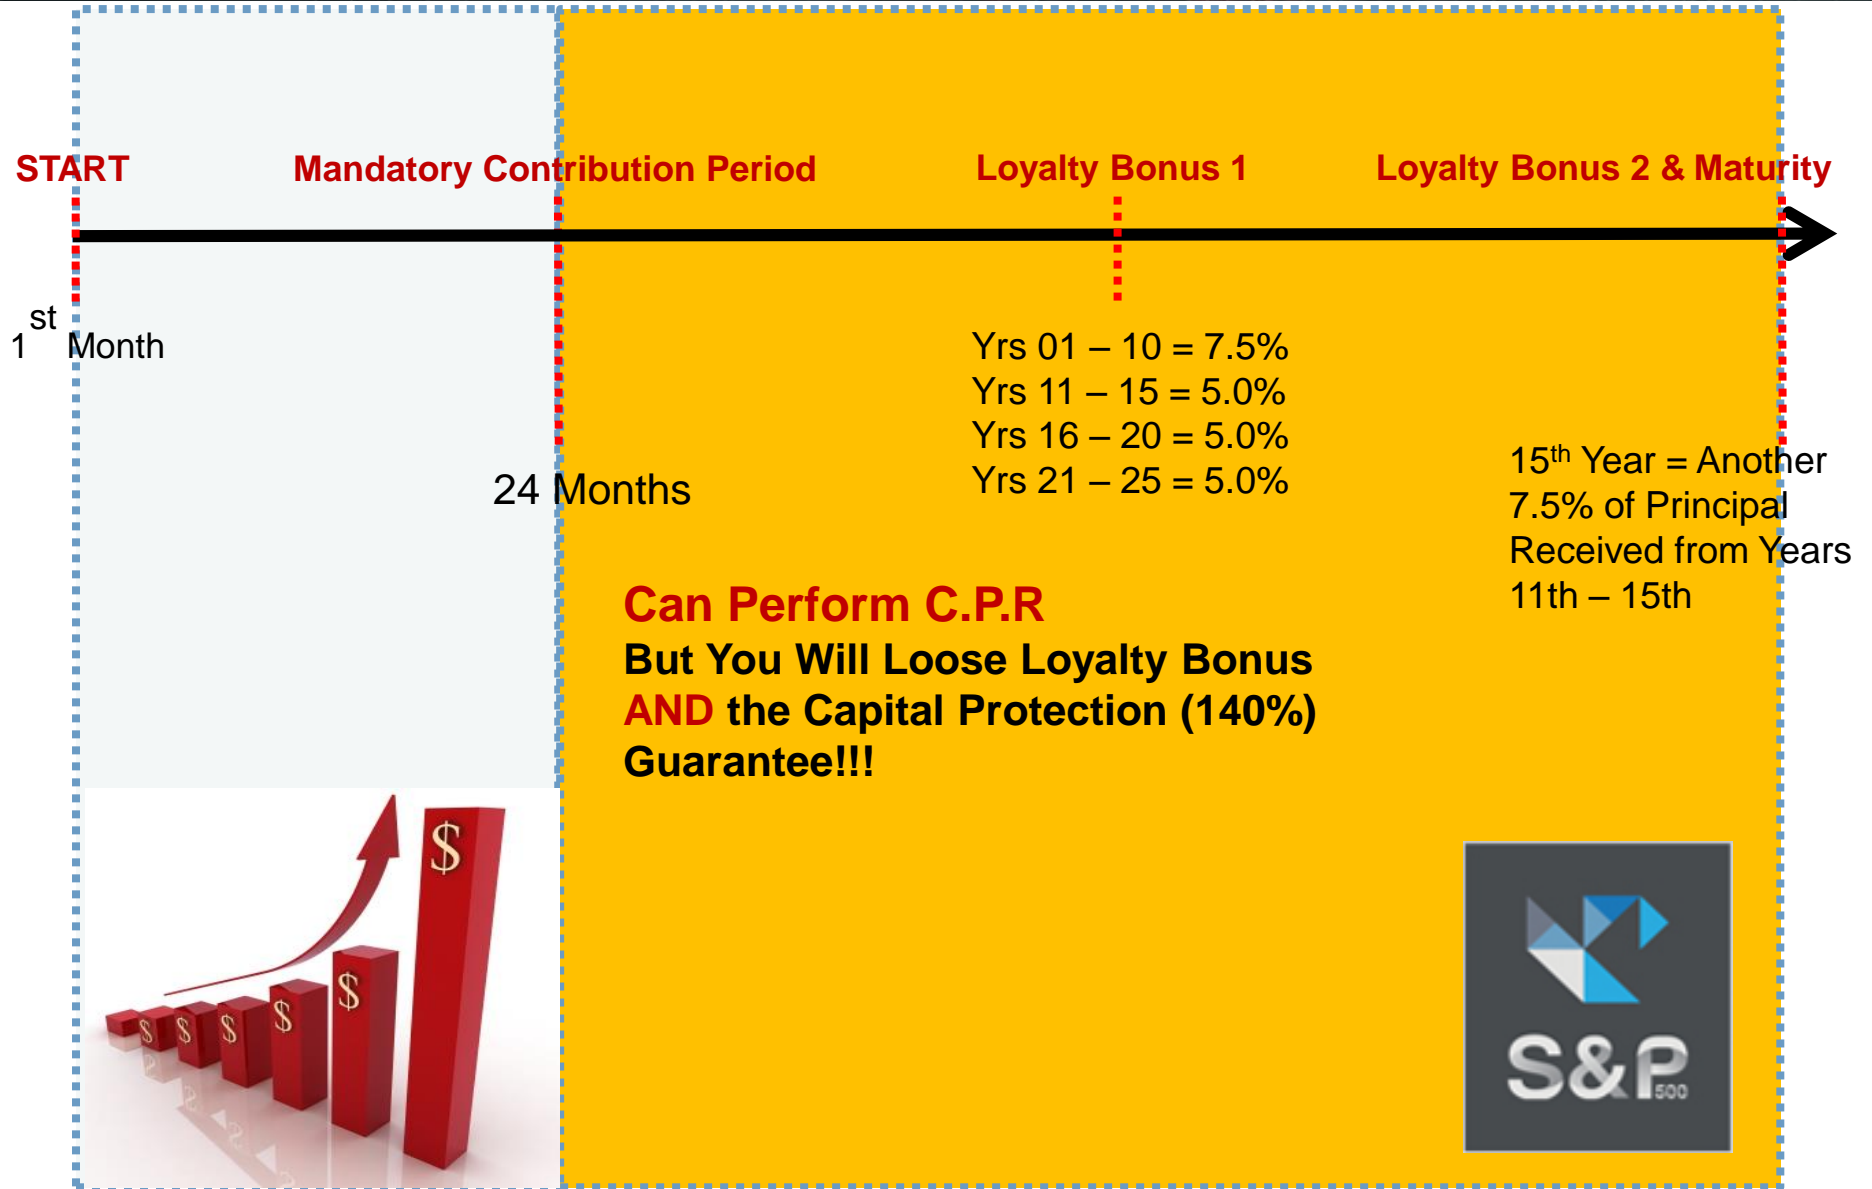 START
Mandatory Contribution Period
Loyalty Bonus 1
Loyalty Bonus 2 & Maturity
1st Month
24 Months
Yrs 01 – 10 = 7.5%
Yrs 11 – 15 = 5.0%
Yrs 16 – 20 = 5.0%
Yrs 21 – 25 = 5.0%
15th Year = Another
7.5% of Principal
Received from Years
11th – 15th
Can Perform C.P.R
But You Will Loose Loyalty Bonus
AND the Capital Protection (140%)
Guarantee!!!
$
$
$
$
$
$
S&P
500